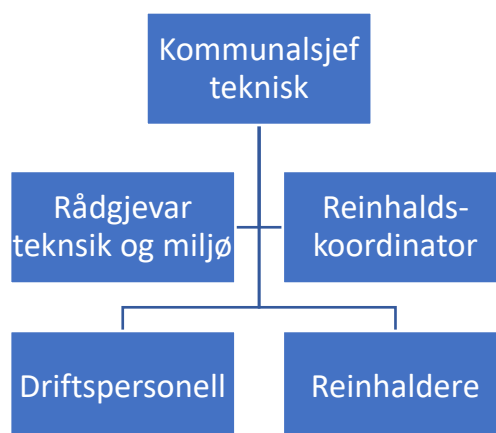 Kommunalsjef
teknisk
Rådgjevar
teknsik og miljø
Reinhalds-
koordinator
Driftspersonell
Reinhaldere